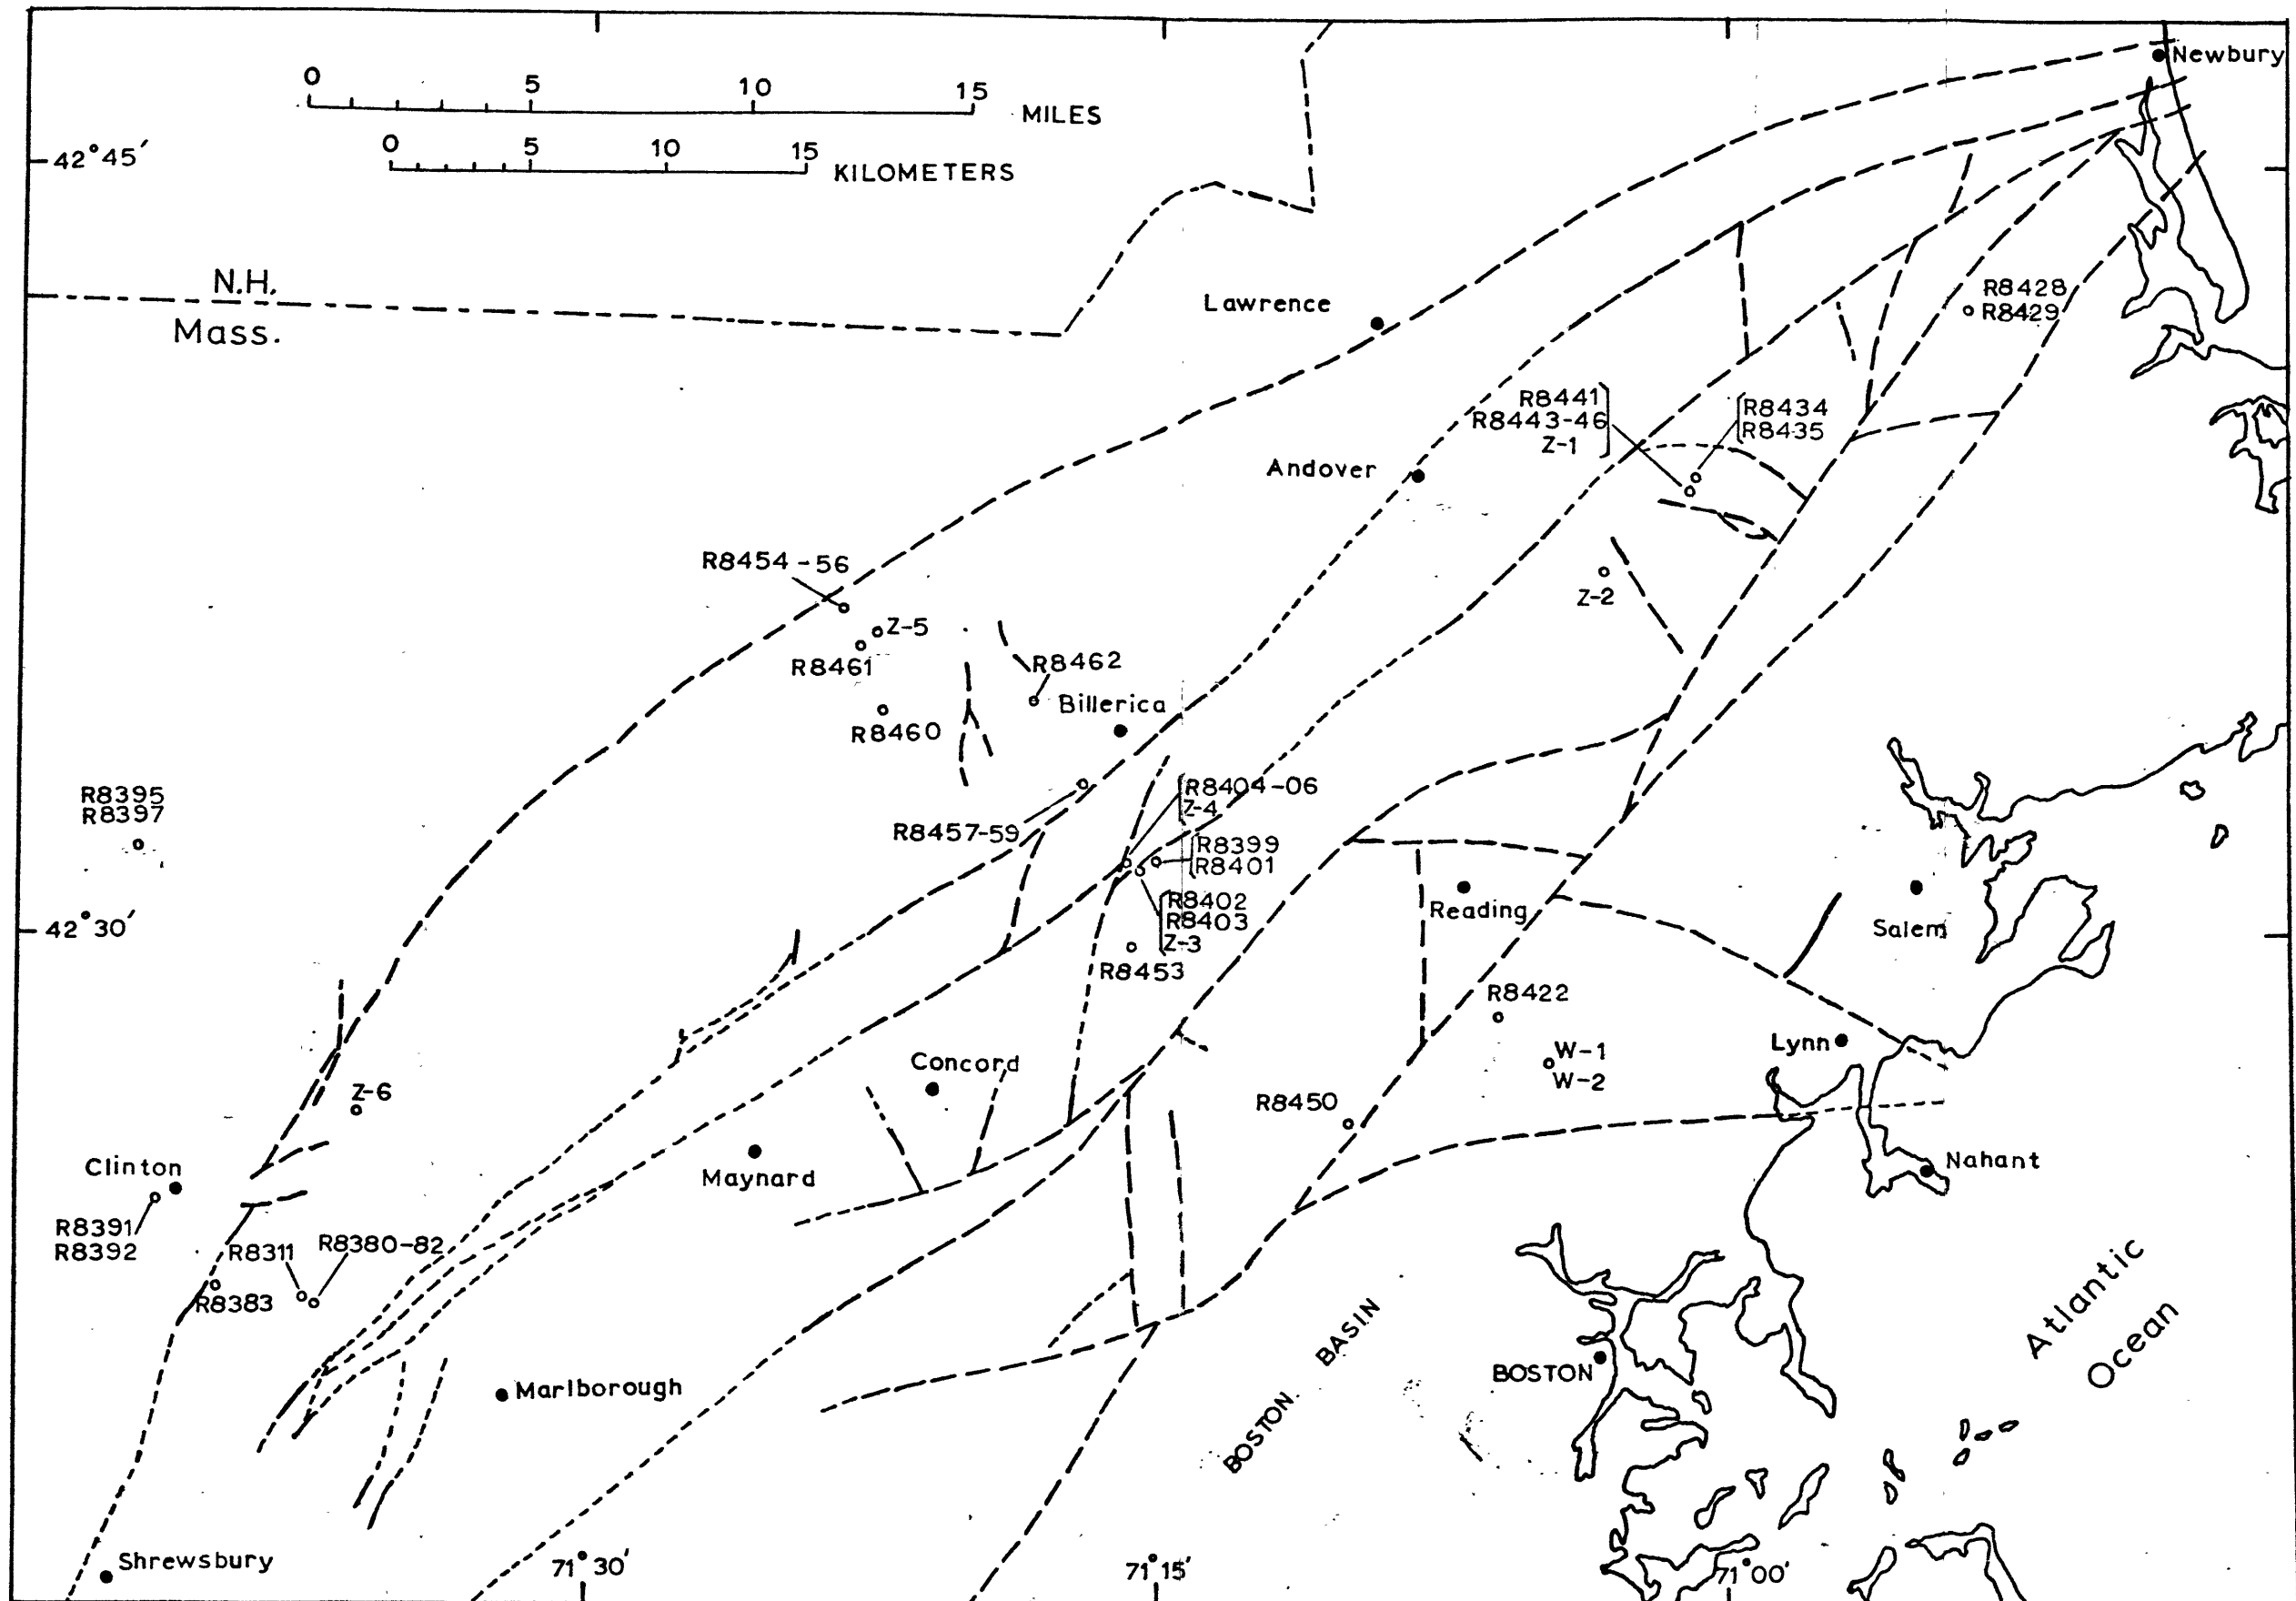 Newbury
0 5 10 15
MILES
0 5 10 15
KILOMETERS
42°45'
N.H.
Mass.
Lawrence
R8428
R8429
R8441
R8443-46
Z-1
R8434
R8435
Andover
R8454-56
Z-2
Z-5
R8461
R8462
Billerica
R8460
R8395
R8397
R8404-06
Z-4
R8457-59
R8399
R8401
R8402
R8403
Z-3
R8453
42°30'
Reading
Salem
R8422
Lynn
W-1
W-2
Concord
Z-6
R8450
Clinton
Maynard
Nahant
R8391
R8392
R8311
R8380-82
R8383
Atlantic
Ocean
BOSTON BASIN
BOSTON
Marlborough
Shrewsbury
71°30'
71°15'
71°00'